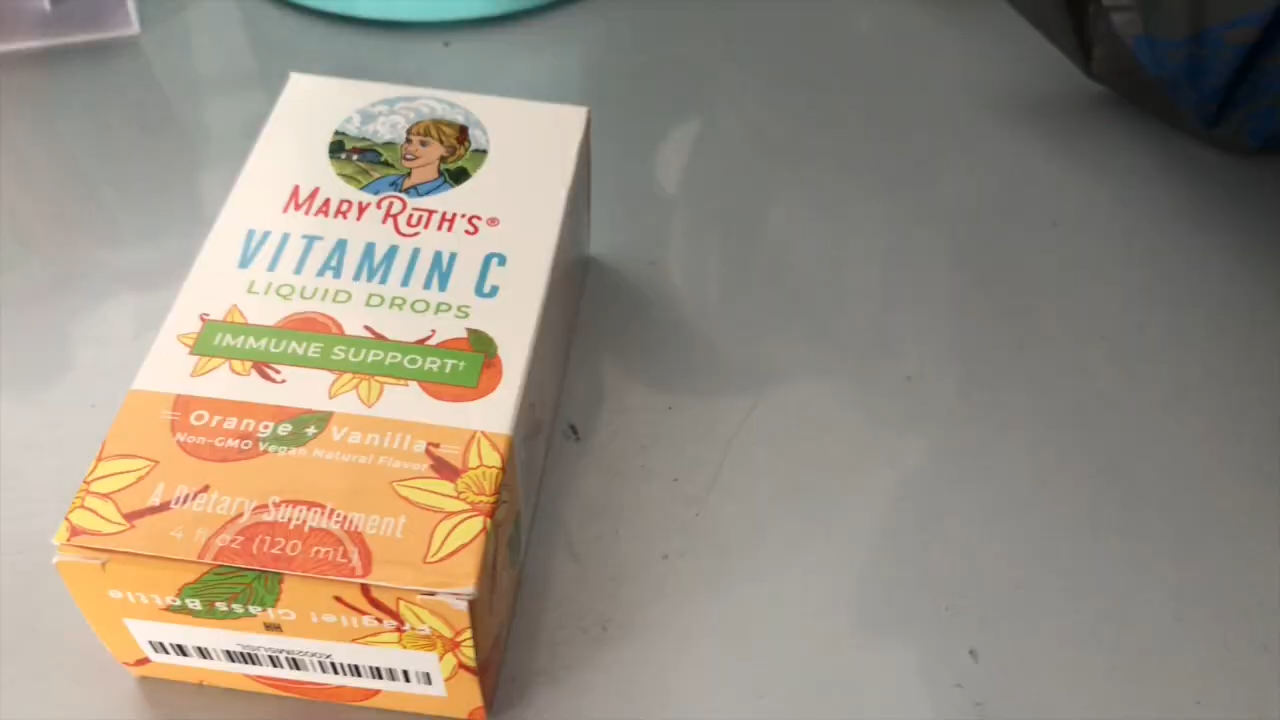 MARY RUTH'S®
VITAMIN C
LIQUID DROPS
IMMUNE SUPPORT†
Orange + Vanilla
Non-GMO Vegan Natural Flavor
A Dietary Supplement
4 fl oz (120 mL)
Fragile! Glass Bottle